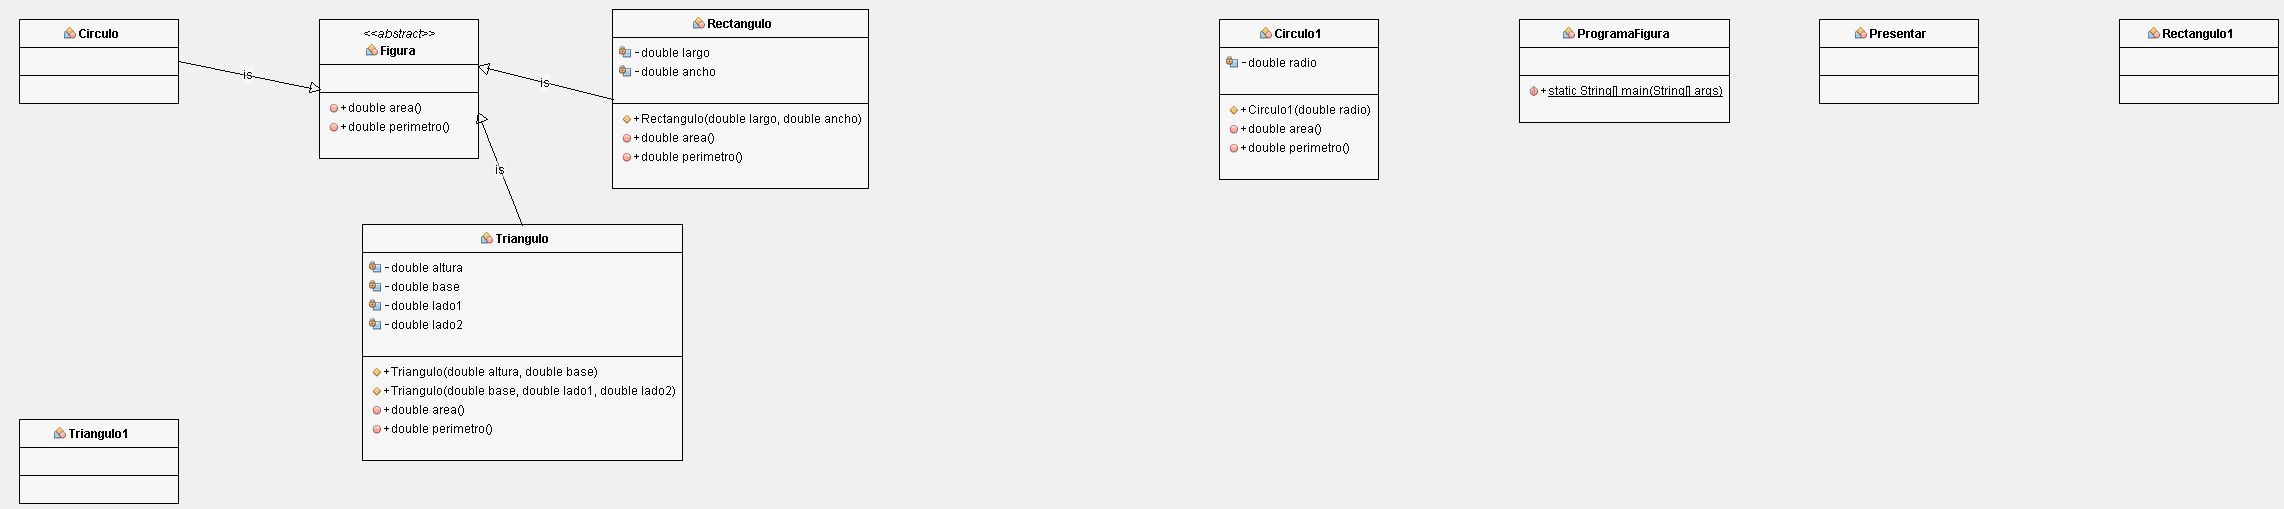 Circulo
<<abstract>>
Figura
+double area()
+double perimetro()
is
Rectangulo
-double largo
-double ancho
+Rectangulo(double largo, double ancho)
+double area()
+double perimetro()
is
is
Triangulo
-double altura
-double base
-double lado1
-double lado2
+Triangulo(double altura, double base)
+Triangulo(double base, double lado1, double lado2)
+double area()
+double perimetro()
Circulo1
-double radio
+Circulo1(double radio)
+double area()
+double perimetro()
ProgramaFigura
+static String[] main(String[] args)
Presentar
Rectangulo1
Triangulo1